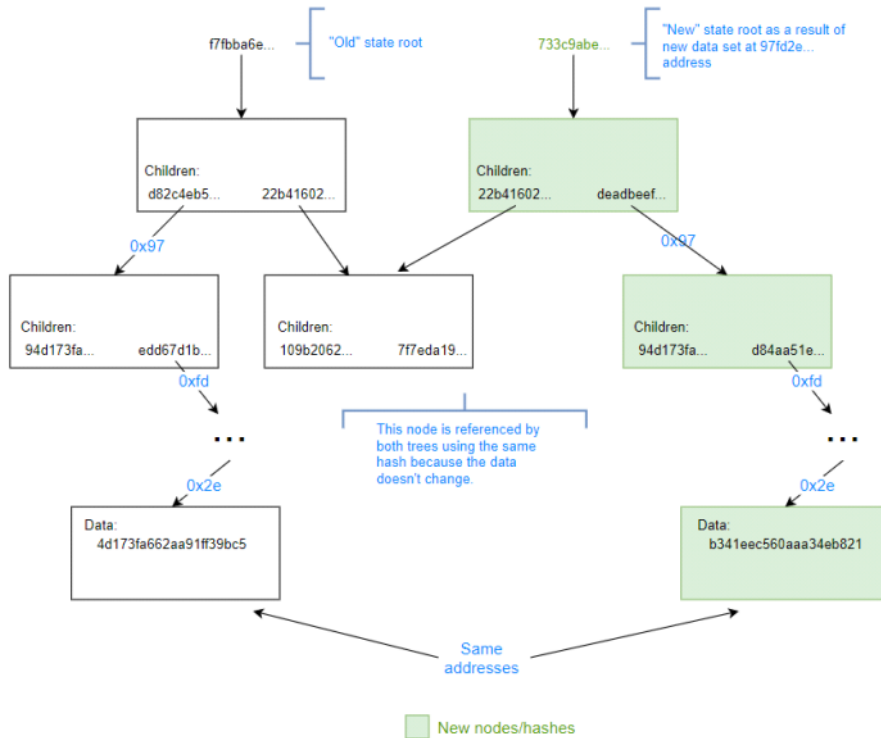 f7fbba6e...
"Old" state root
733c9abe...
"New" state root as a result of
new data set at 97fd2e...
address
Children:
d82c4eb5...
22b41602...
Children:
22b41602...
deadbeef...
0x97
0x97
Children:
94d173fa...
edd67d1b...
Children:
109b2062...
7f7eda19...
Children:
94d173fa...
d84aa51e...
0xfd
0xfd
This node is referenced by
both trees using the same
hash because the data
doesn't change.
...
...
0x2e
0x2e
Data:
4d173fa662aa91ff39bc5
Data:
b341eec560aaa34eb821
Same
addresses
New nodes/hashes